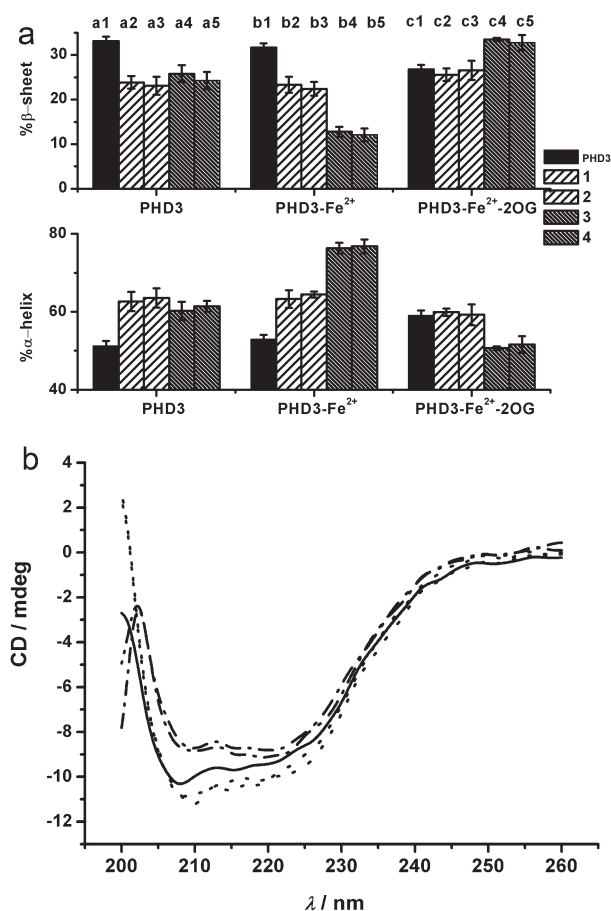 a
a1 a2 a3 a4 a5 b1 b2 b3 b4 b5 c1 c2 c3 c4 c5
30
20
10
0
%β-sheet
PHD3 PHD3-Fe²⁺ PHD3-Fe²⁺-2OG
PHD3
1
2
3
4
80
60
40
%α-helix
PHD3 PHD3-Fe²⁺ PHD3-Fe²⁺-2OG
b
4
2
0
-2
-4
-6
-8
-10
-12
CD / mdeg
200 210 220 230 240 250 260
λ / nm